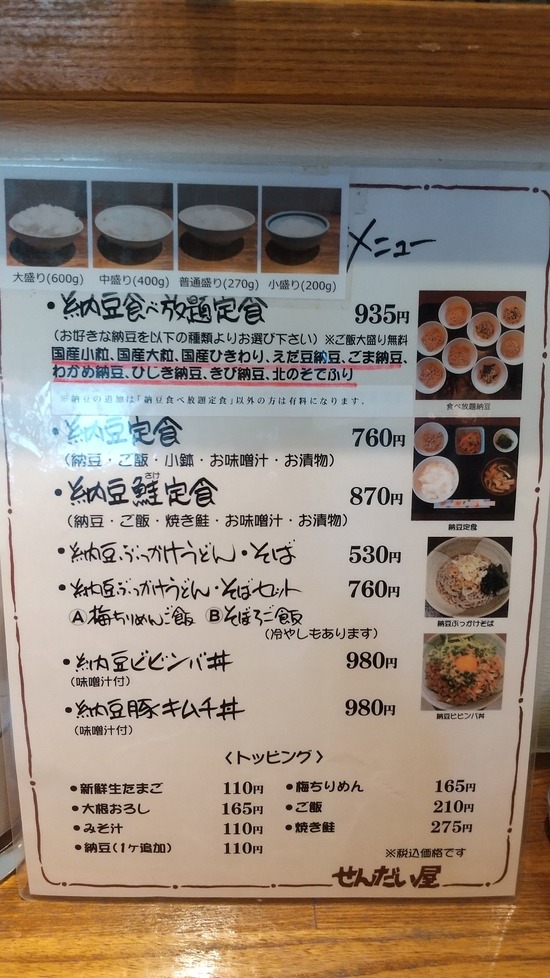 大盛り(600g) 中盛り(400g) 普通盛り(270g) 小盛り(200g)
メニュー
・納豆食べ放題定食 935円
(お好きな納豆を以下の種類よりお選び下さい) ※ご飯大盛り無料
国産小粒、国産大粒、国産ひきわり、えだ豆納豆、ごま納豆、
わかめ納豆、ひじき納豆、きび納豆、北のそでふり
食べ放題納豆
※納豆の追加は「納豆食べ放題定食」以外の方は有料になります。
・納豆定食 760円
(納豆・ご飯・小鉢・お味噌汁・お漬物)
さけ
・納豆鮭定食 870円
(納豆・ご飯・焼き鮭・お味噌汁・お漬物)
納豆定食
・納豆ぶっかけうどん・そば 530円
・納豆ぶっかけうどん・そばセット 760円
Ⓐ梅ちりめんご飯 Ⓑそぼろご飯
(冷やしもあります)
納豆ぶっかけそば
・納豆ビビンバ丼 980円
(味噌汁付)
・納豆豚キムチ丼 980円
(味噌汁付)
納豆ビビンバ丼
〈トッピング〉
・新鮮生たまご 110円 ・梅ちりめん 165円
・大根おろし 165円 ・ご飯 210円
・みそ汁 110円 ・焼き鮭 275円
・納豆(1ヶ追加) 110円
※税込価格です
せんだい屋